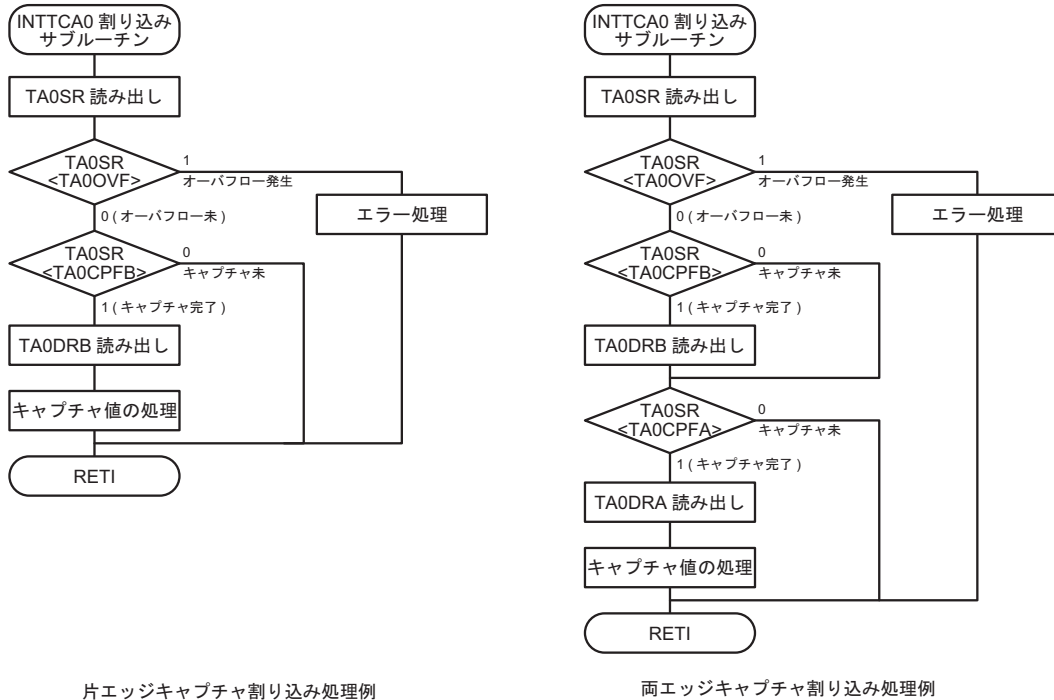 INTTCA0 割り込み
サブルーチン
TA0SR 読み出し
TA0SR
<TA0OVF>
1
オーバフロー発生
エラー処理
0 ( オーバフロー未 )
TA0SR
<TA0CPFB>
0
キャプチャ未
1 ( キャプチャ完了 )
TA0DRB 読み出し
キャプチャ値の処理
RETI
片エッジキャプチャ割り込み処理例
INTTCA0 割り込み
サブルーチン
TA0SR 読み出し
TA0SR
<TA0OVF>
1
オーバフロー発生
エラー処理
0 ( オーバフロー未 )
TA0SR
<TA0CPFB>
0
キャプチャ未
1 ( キャプチャ完了 )
TA0DRB 読み出し
TA0SR
<TA0CPFA>
0
キャプチャ未
1 ( キャプチャ完了 )
TA0DRA 読み出し
キャプチャ値の処理
RETI
両エッジキャプチャ割り込み処理例